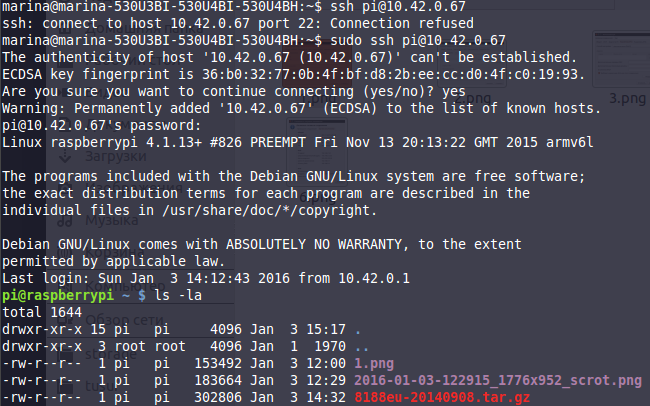 marina@marina-530U3BI-530U4BI-530U4BH:~$ ssh pi@10.42.0.67
ssh: connect to host 10.42.0.67 port 22: Connection refused
marina@marina-530U3BI-530U4BI-530U4BH:~$ sudo ssh pi@10.42.0.67
The authenticity of host '10.42.0.67 (10.42.0.67)' can't be established.
ECDSA key fingerprint is 36:b0:32:77:0b:4f:bf:d8:2b:ee:cc:d0:4f:c0:19:93.
Are you sure you want to continue connecting (yes/no)? yes
2.png
3.png
Warning: Permanently added '10.42.0.67' (ECDSA) to the list of known hosts.
pi@10.42.0.67's password:
Linux raspberrypi 4.1.13+ #826 PREEMPT Fri Nov 13 20:13:22 GMT 2015 armv6l
Загрузки
The programs included with the Debian GNU/Linux system are free software;
the exact distribution terms for each program are described in the
individual files in /usr/share/doc/*/copyright.
Музыка
Debian GNU/Linux comes with ABSOLUTELY NO WARRANTY, to the extent
permitted by applicable law.
Last login: Sun Jan  3 14:12:43 2016 from 10.42.0.1
Компьютер
pi@raspberrypi ~ $ ls -la
total 1644
Обзор сети
drwxr-xr-x 15 pi   pi     4096 Jan  3 15:17 .
drwxr-xr-x  3 root root   4096 Jan  1  1970 ..
storage
-rw-r--r--  1 pi   pi   153492 Jan  3 12:00 1.png
-rw-r--r--  1 pi   pi   183664 Jan  3 12:29 2016-01-03-122915_1776x952_scrot.png
-rw-r--r--  1 pi   pi   302806 Jan  3 14:32 8188eu-20140908.tar.gz